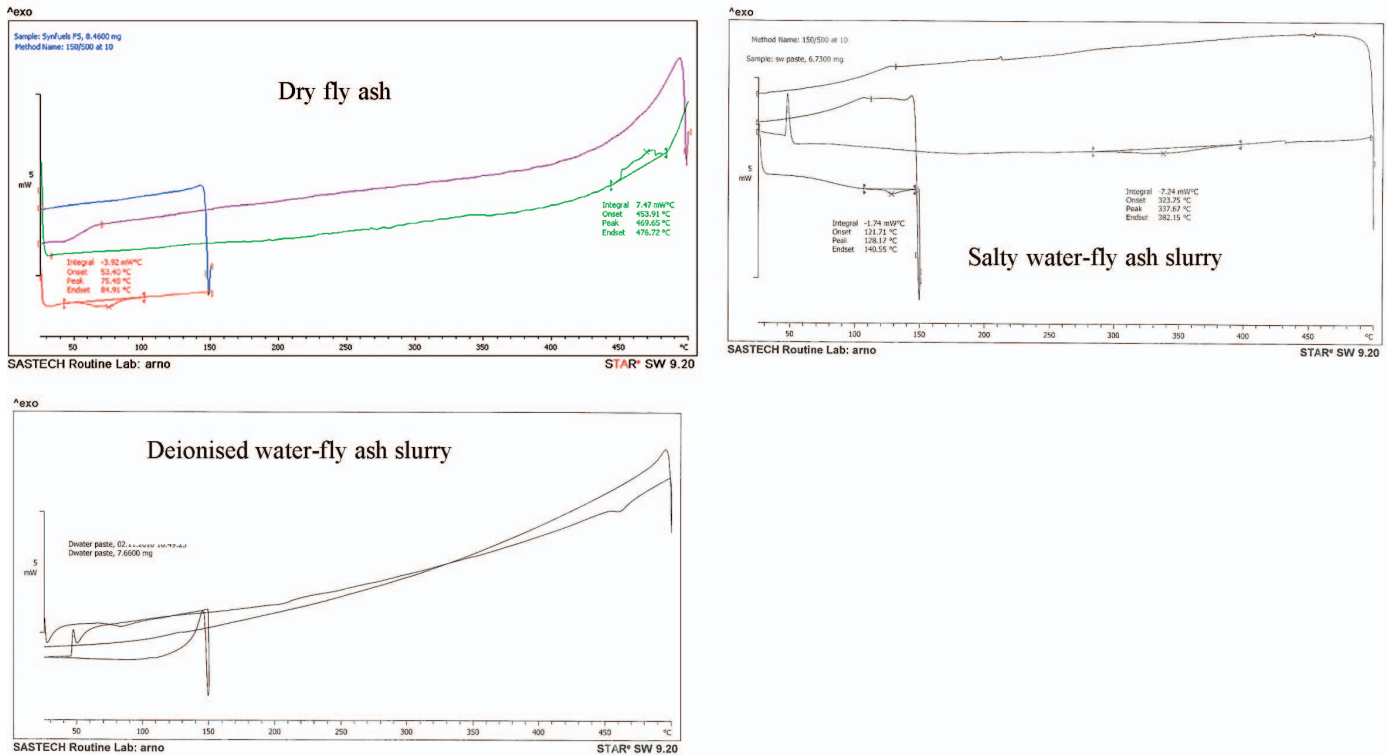 ^exo
Sample: Synfuels FS, 8.4600 mg
Method Name: 150/500 at 10
Dry fly ash
5
mW
Integral 7.47 mW°C
Onset 453.91 °C
Peak 469.65 °C
Endset 476.72 °C
Integral -3.92 mW°C
Onset 53.40 °C
Peak 75.48 °C
Endset 84.91 °C
50 100 150 200 250 300 350 400 450 °C
SASTECH Routine Lab: arno
STARe SW 9.20
^exo
Method Name: 150/500 at 10
Sample: sw paste, 6.7300 mg
5
mW
Integral -1.74 mW°C
Onset 121.71 °C
Peak 128.17 °C
Endset 140.55 °C
Integral -7.24 mW°C
Onset 323.75 °C
Peak 337.67 °C
Endset 382.15 °C
Salty water-fly ash slurry
50 100 150 200 250 300 350 400 450 °C
SASTECH Routine Lab: arno
STARe SW 9.20
^exo
Deionised water-fly ash slurry
Dwater paste,
Dwater paste, 7.6600 mg
5
mW
50 100 150 200 250 300 350 400 450 °C
SASTECH Routine Lab: arno
STARe SW 9.20